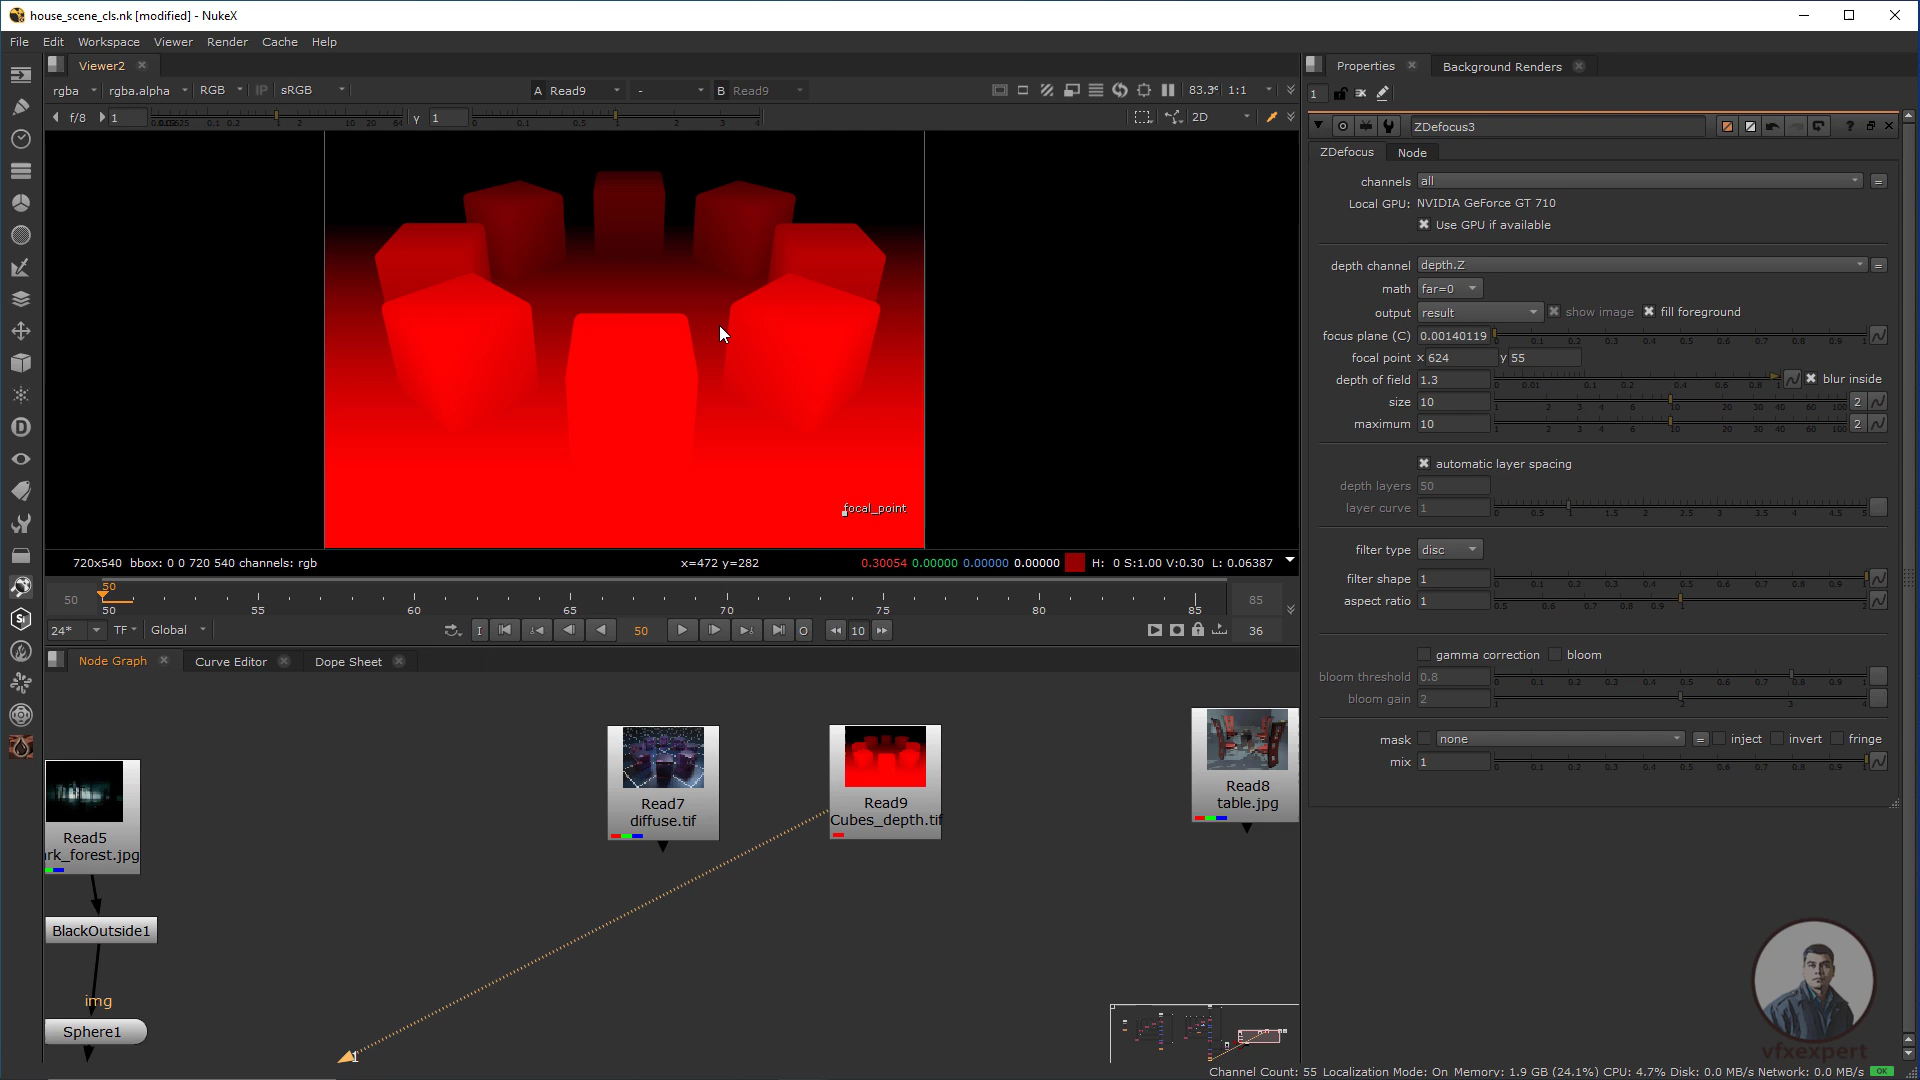 house_scene_cls.nk [modified] - NukeX
File Edit Workspace Viewer Render Cache Help
Viewer2
rgba rgba.alpha RGB IP sRGB A Read9 - B Read9 83.3% 1:1
f/8 1 γ 1 2D
focal_point
720x540 bbox: 0 0 720 540 channels: rgb x=472 y=282 0.30054 0.00000 0.00000 0.00000 H: 0 S:1.00 V:0.30 L: 0.06387
50
50 50 55 60 65 70 75 80 85 85
24* TF Global I 50 O 10 36
Node Graph Curve Editor Dope Sheet
Read5
rk_forest.jpg
BlackOutside1
img
Sphere1
Read7
diffuse.tif
Read9
Cubes_depth.tif
Read8
table.jpg
1
Properties Background Renders
1
ZDefocus3
ZDefocus Node
channels all
Local GPU: NVIDIA GeForce GT 710
Use GPU if available
depth channel depth.Z
math far=0
output result show image fill foreground
focus plane (C) 0.00140119
focal point x 624 y 55
depth of field 1.3 blur inside
size 10 2
maximum 10 2
automatic layer spacing
depth layers 50
layer curve 1
filter type disc
filter shape 1
aspect ratio 1
gamma correction bloom
bloom threshold 0.8
bloom gain 2
mask none inject invert fringe
mix 1
vfxexpert
Channel Count: 55 Localization Mode: On Memory: 1.9 GB (24.1%) CPU: 4.7% Disk: 0.0 MB/s Network: 0.0 MB/s OK